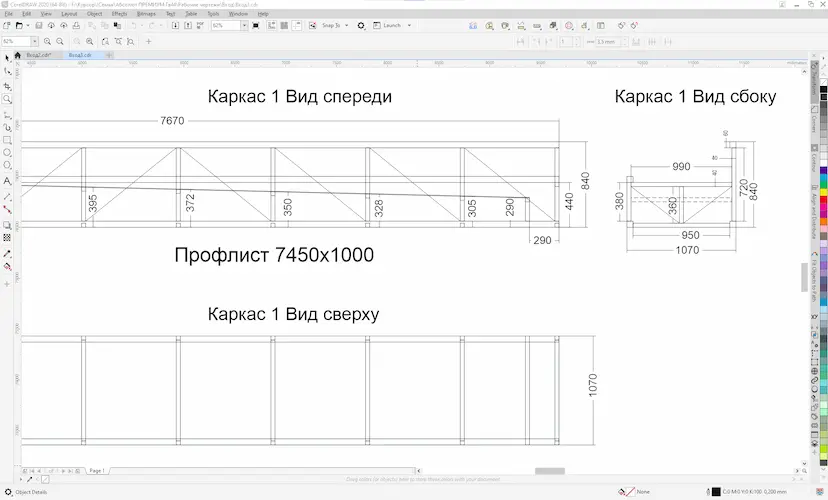 CorelDRAW 2020 (64-Bit)
File Edit View Layout Object Effects Bitmaps Text Table Tools Window Help
62% Snap To Launch
62% 1 2,5 mm
Вход2.cdr* Вход3.cdr
Каркас 1 Вид спереди
Каркас 1 Вид сбоку
7670
60
990
40
40
840
720
840
395
372
350
328
305
290
440
380
360
950
1070
290
Профлист 7450x1000
Каркас 1 Вид сверху
1070
Page 1
Drag colors (or objects) here to store these colors with your document
Object Details
None
C:0 M:0 Y:0 K:100 0,200 mm